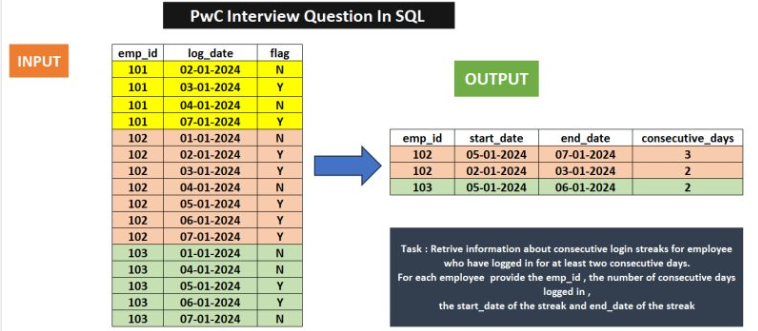 PwC Interview Question In SQL
INPUT
emp_id log_date flag
101 02-01-2024 N
101 03-01-2024 Y
101 04-01-2024 N
101 07-01-2024 Y
102 01-01-2024 N
102 02-01-2024 Y
102 03-01-2024 Y
102 04-01-2024 N
102 05-01-2024 Y
102 06-01-2024 Y
102 07-01-2024 Y
103 01-01-2024 N
103 04-01-2024 N
103 05-01-2024 Y
103 06-01-2024 Y
103 07-01-2024 N
OUTPUT
emp_id start_date end_date consecutive_days
102 05-01-2024 07-01-2024 3
102 02-01-2024 03-01-2024 2
103 05-01-2024 06-01-2024 2
Task : Retrive information about consecutive login streaks for employee
who have logged in for at least two consecutive days.
For each employee provide the emp_id , the number of consecutive days
logged in ,
the start_date of the streak and end_date of the streak